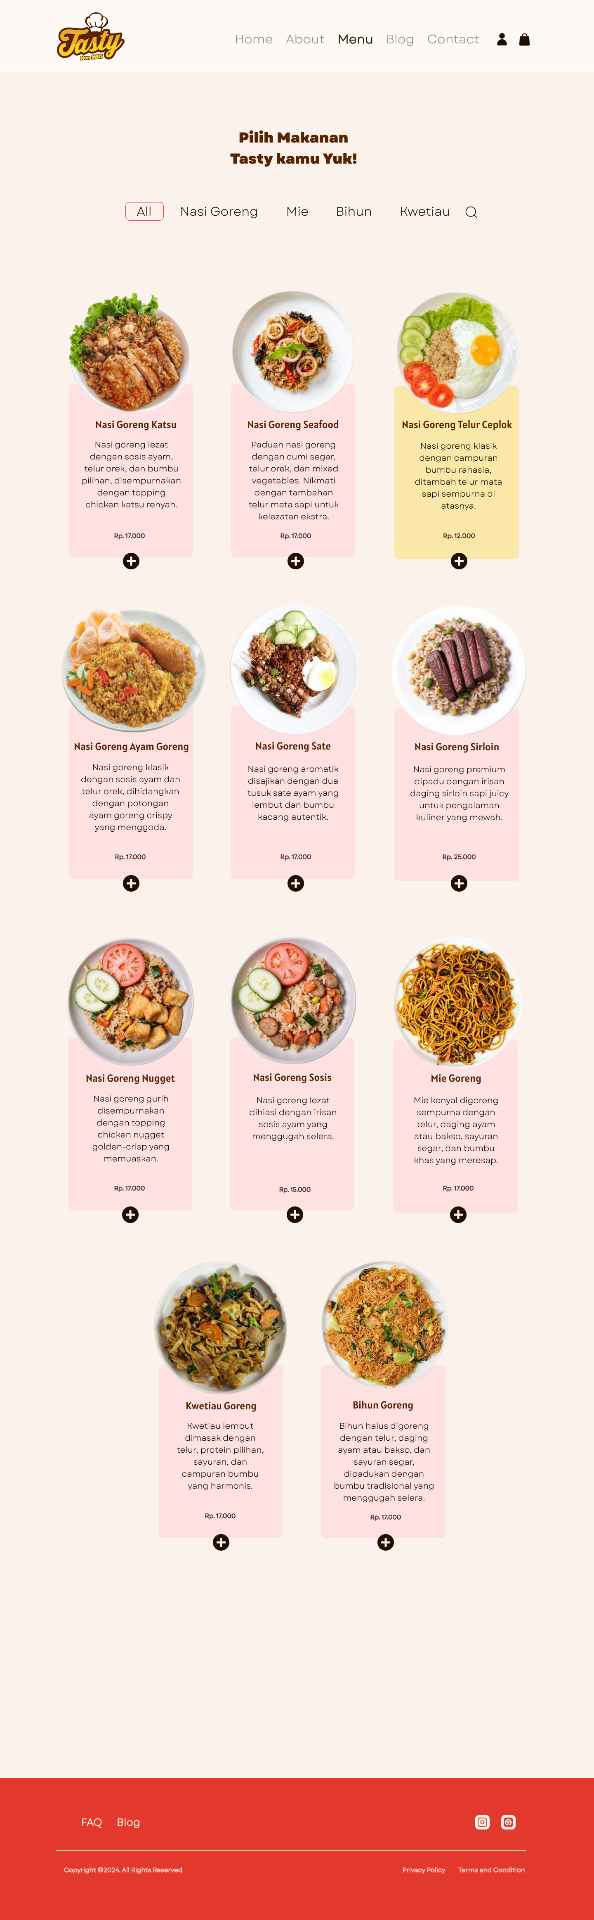 Tasty
Home About Menu Blog Contact
Pilih Makanan
Tasty kamu Yuk!
All Nasi Goreng Mie Bihun Kwetiau
Nasi Goreng Katsu
Nasi goreng lezat
dengan sosis ayam,
telur orek, dan bumbu
pilihan, disempurnakan
dengan topping
chicken katsu renyah.
Rp. 17.000
Nasi Goreng Seafood
Paduan nasi goreng
dengan cumi segar,
telur orek, dan mixed
vegetables. Nikmati
dengan tambahan
telur mata sapi untuk
kelezatan ekstra.
Rp. 17.000
Nasi Goreng Telur Ceplok
Nasi goreng klasik
dengan campuran
bumbu rahasia,
ditambah telur mata
sapi sempurna di
atasnya.
Rp. 12.000
Nasi Goreng Ayam Goreng
Nasi goreng klasik
dengan sosis ayam dan
telur orek, dihidangkan
dengan potongan
ayam goreng crispy
yang menggoda.
Rp. 17.000
Nasi Goreng Sate
Nasi goreng aromatik
disajikan dengan dua
tusuk sate ayam yang
lembut dan bumbu
kacang autentik.
Rp. 17.000
Nasi Goreng Sirloin
Nasi goreng premium
dipadu dengan irisan
daging sirloin sapi juicy
untuk pengalaman
kuliner yang mewah.
Rp. 25.000
Nasi Goreng Nugget
Nasi goreng gurih
disempurnakan
dengan topping
chicken nugget
golden-crisp yang
memuaskan.
Rp. 17.000
Nasi Goreng Sosis
Nasi goreng lezat
dihiasi dengan irisan
sosis ayam yang
menggugah selera.
Rp. 15.000
Mie Goreng
Mie kenyal digoreng
sempurna dengan
telur, daging ayam
atau bakso, sayuran
segar, dan bumbu
khas yang meresap.
Rp. 17.000
Kwetiau Goreng
Kwetiau lembut
dimasak dengan
telur, protein pilihan,
sayuran, dan
campuran bumbu
yang harmonis.
Rp. 17.000
Bihun Goreng
Bihun halus digoreng
dengan telur, daging
ayam atau bakso, dan
sayuran segar,
dipadukan dengan
bumbu tradisional yang
menggugah selera.
Rp. 17.000
FAQ Blog
Copyright ©2024. All Rights Reserved
Privacy Policy Terms and Condition